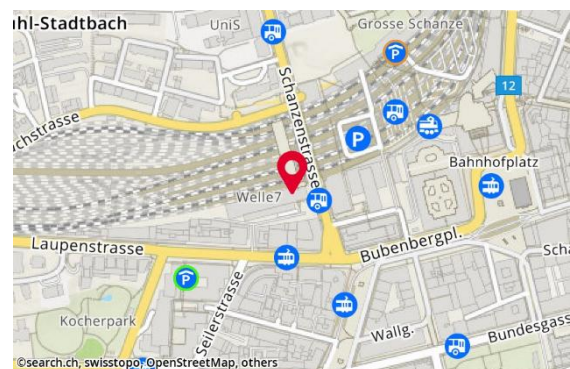 ıhl-Stadtbach
UniS
Grosse Schanze
P
12
chstrasse
Schanzenstrasse
P
Bahnhofplatz
Welle7
Laupenstrasse
Bubenbergpl.
P
Scha
Kocherpark
Seilerstrasse
Wallg.
Bundesgass
©search.ch, swisstopo, OpenStreetMap, others